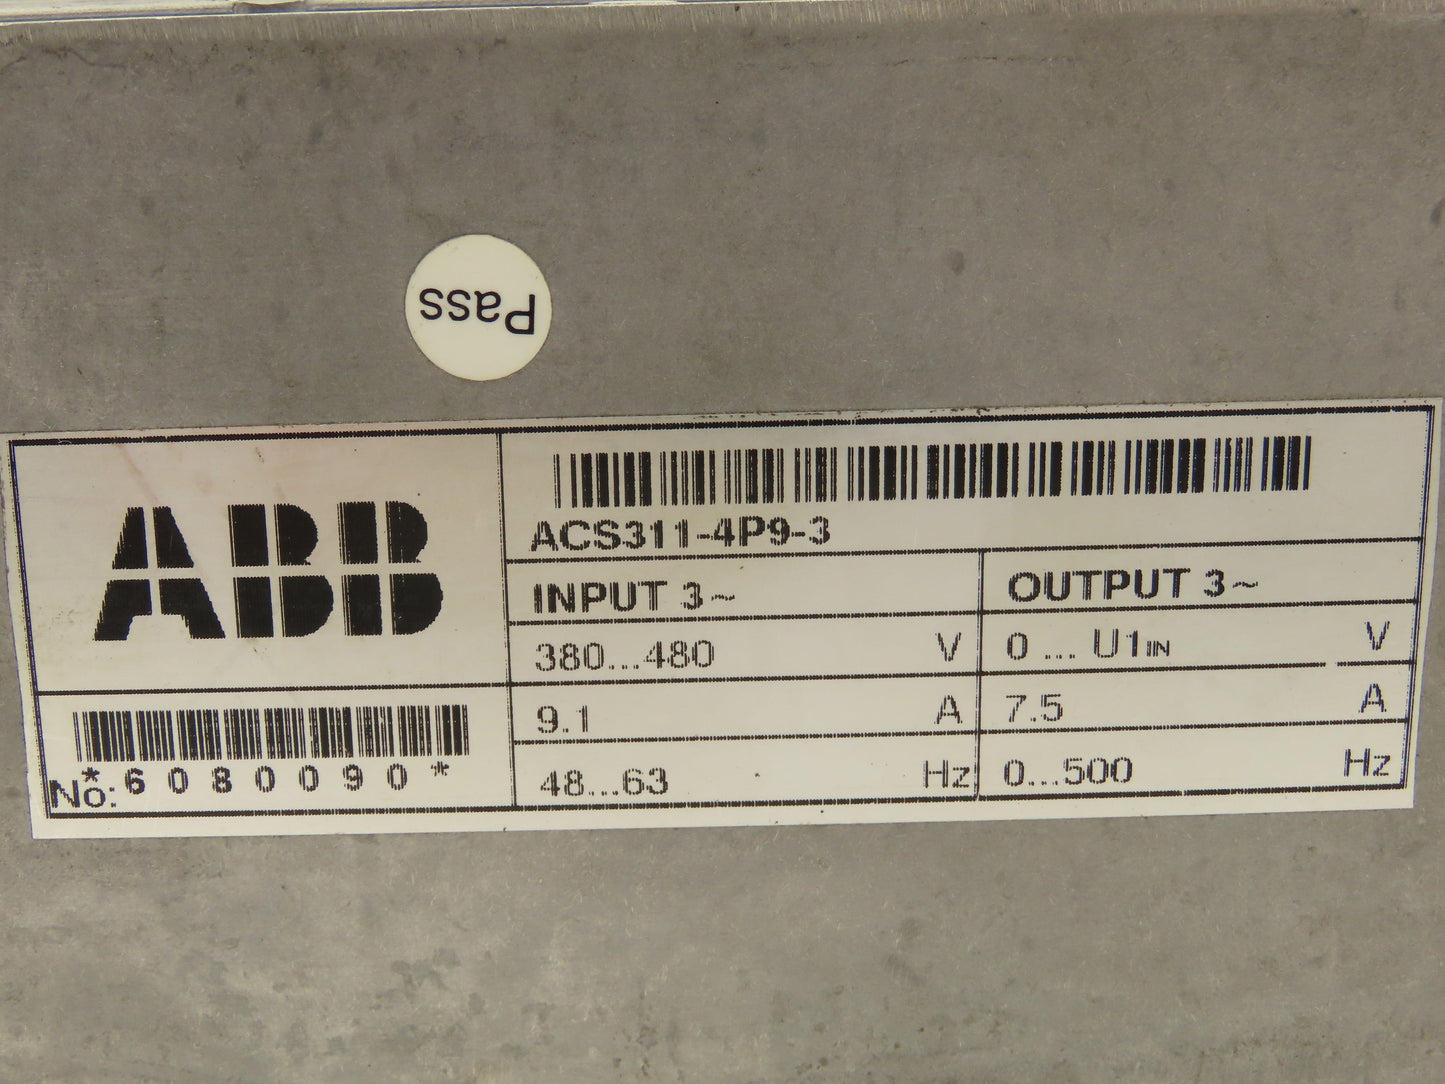 Pass
ABB
ACS311-4P9-3
INPUT 3~
OUTPUT 3~
380...480 V
0 ... U1IN V
9.1 A
7.5 A
48...63 Hz
0...500 Hz
No: *6080090*